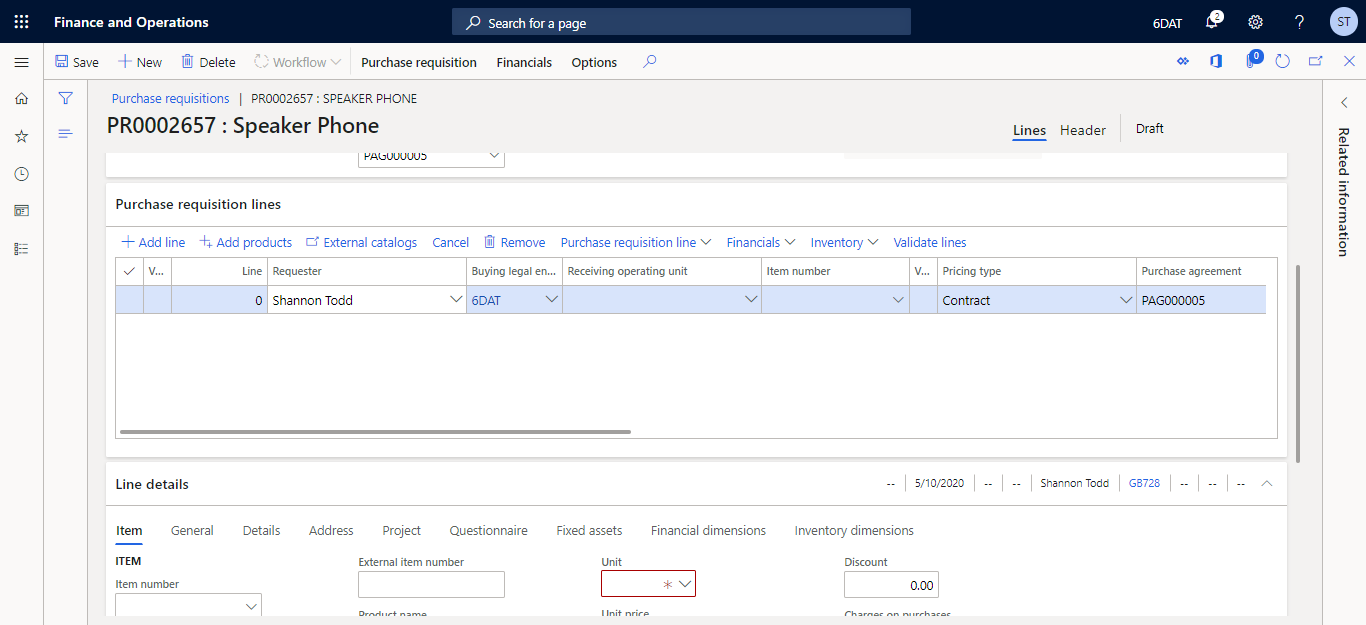 Finance and Operations
Search for a page
6DAT
2
?
ST
Save
New
Delete
Workflow
Purchase requisition
Financials
Options
0
Purchase requisitions | PR0002657 : SPEAKER PHONE
PR0002657 : Speaker Phone
Lines
Header
Draft
Related information
PAG000005
Purchase requisition lines
Add line
Add products
External catalogs
Cancel
Remove
Purchase requisition line
Financials
Inventory
Validate lines
V... Line Requester Buying legal en... Receiving operating unit Item number V... Pricing type Purchase agreement
0 Shannon Todd 6DAT Contract PAG000005
Line details
-- 5/10/2020 -- -- Shannon Todd GB728 -- -- --
Item General Details Address Project Questionnaire Fixed assets Financial dimensions Inventory dimensions
ITEM
Item number
External item number
Product name
Unit
Unit price
Discount
0.00
Charges on purchases